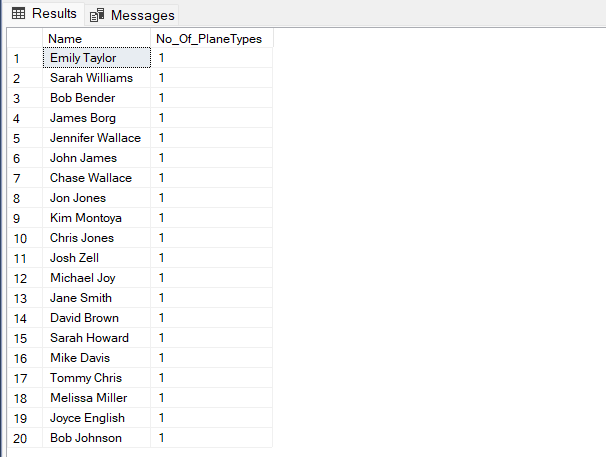 Results Messages
Name No_Of_PlaneTypes
1 Emily Taylor 1
2 Sarah Williams 1
3 Bob Bender 1
4 James Borg 1
5 Jennifer Wallace 1
6 John James 1
7 Chase Wallace 1
8 Jon Jones 1
9 Kim Montoya 1
10 Chris Jones 1
11 Josh Zell 1
12 Michael Joy 1
13 Jane Smith 1
14 David Brown 1
15 Sarah Howard 1
16 Mike Davis 1
17 Tommy Chris 1
18 Melissa Miller 1
19 Joyce English 1
20 Bob Johnson 1